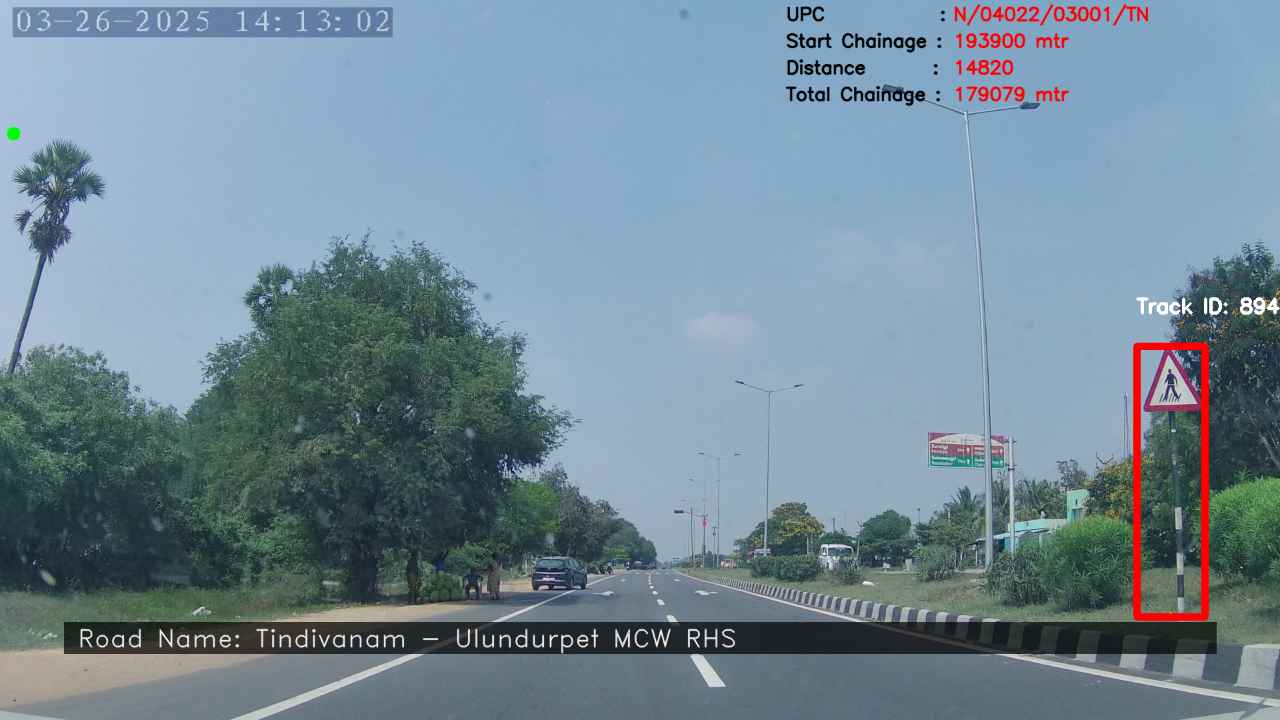 03-26-2025 14:13:02
UPC : N/04022/03001/TN
Start Chainage : 193900 mtr
Distance : 14820
Total Chainage : 179079 mtr
Track ID: 894
Road Name: Tindivanam - Ulundurpet MCW RHS